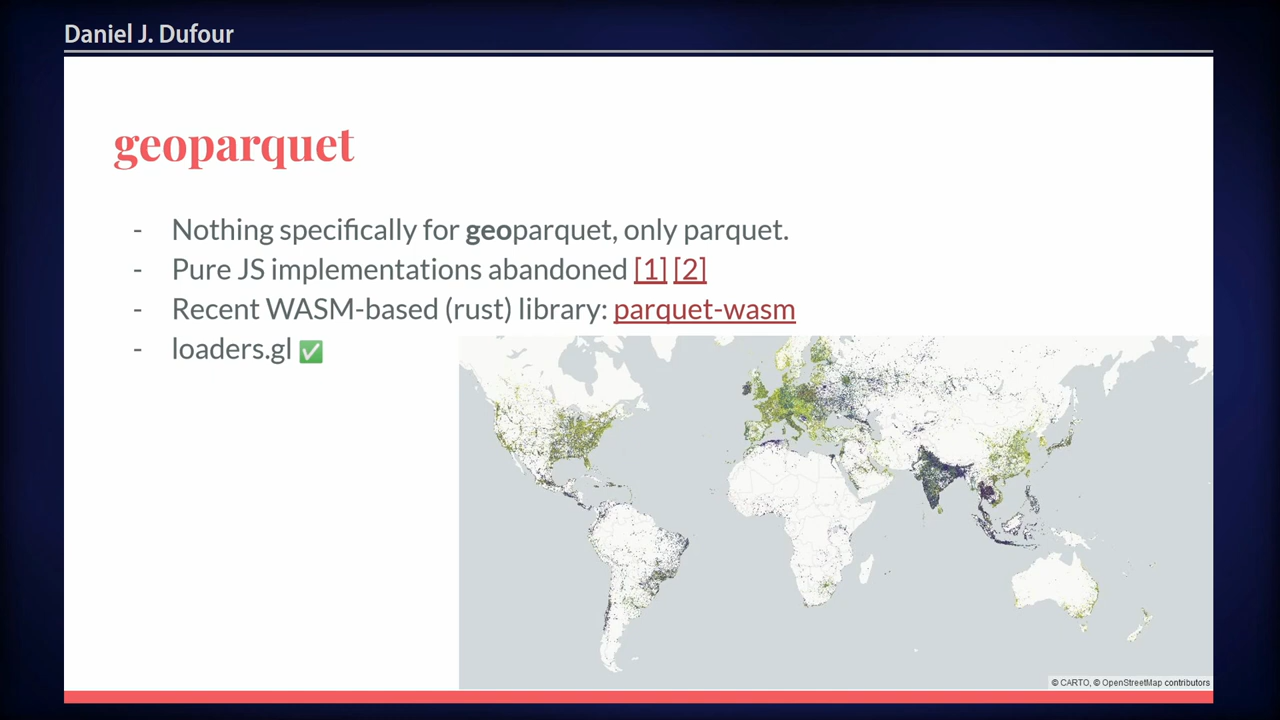 Daniel J. Dufour
geoparquet
- Nothing specifically for geoparquet, only parquet.
- Pure JS implementations abandoned [1] [2]
- Recent WASM-based (rust) library: parquet-wasm
- loaders.gl ✅
© CARTO, © OpenStreetMap contributors